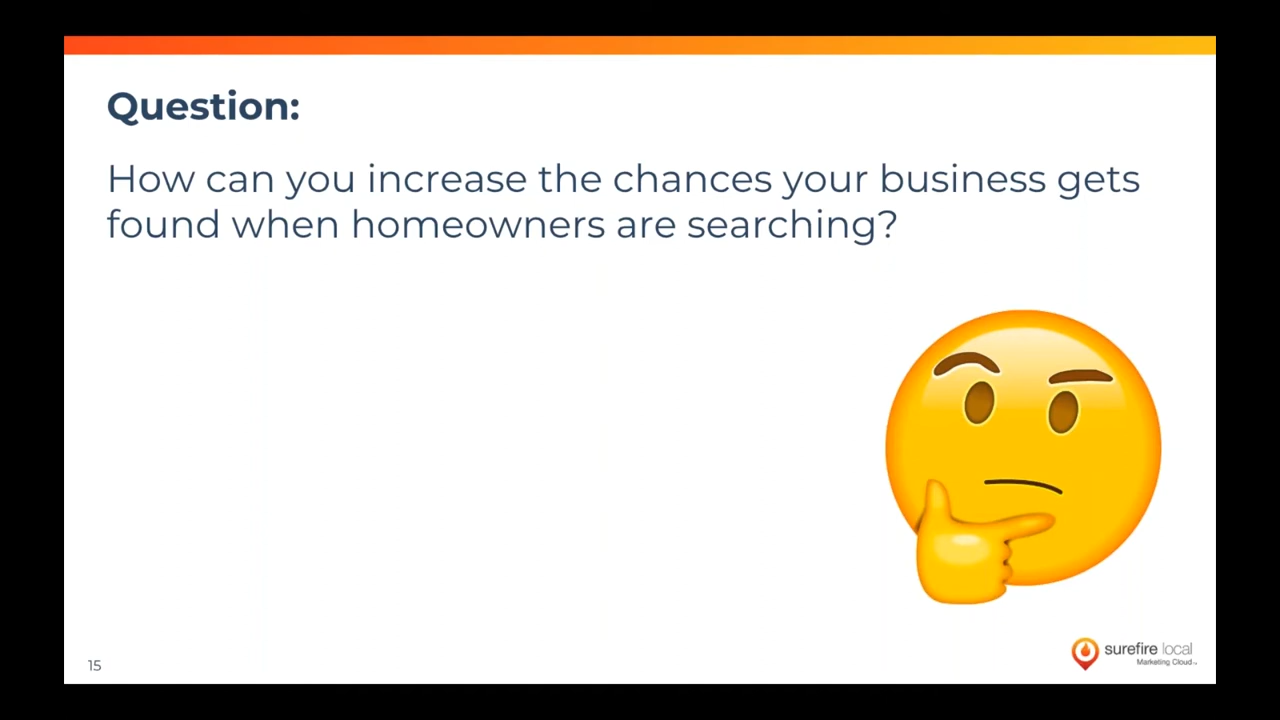 Question:
How can you increase the chances your business gets
found when homeowners are searching?
15
surefire local
Marketing Cloud